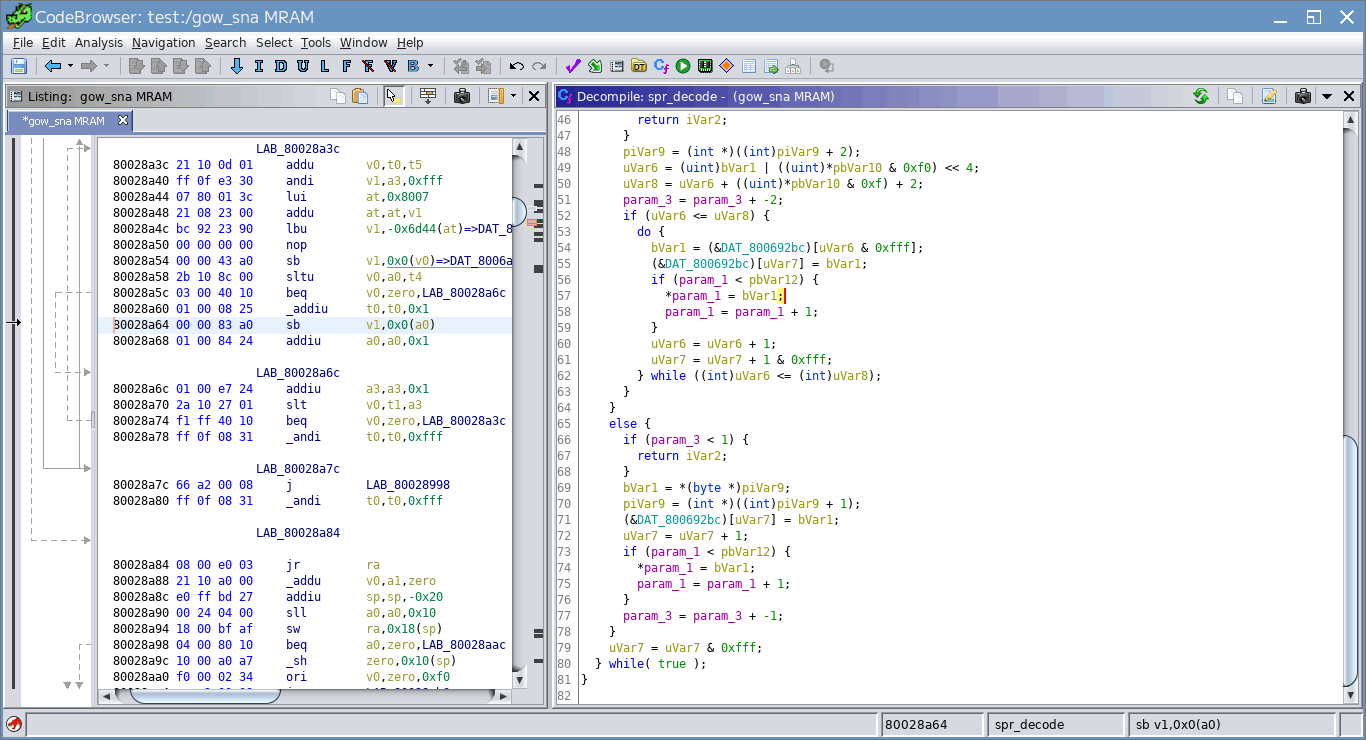 CodeBrowser: test:/gow_sna MRAM
File Edit Analysis Navigation Search Select Tools Window Help
I D U L F R V B
Listing: gow_sna MRAM
*gow_sna MRAM
LAB_80028a3c
80028a3c 21 10 0d 01 addu v0,t0,t5
80028a40 ff 0f e3 30 andi v1,a3,0xfff
80028a44 07 80 01 3c lui at,0x8007
80028a48 21 08 23 00 addu at,at,v1
80028a4c bc 92 23 90 lbu v1,-0x6d44(at)=>DAT_8
80028a50 00 00 00 00 nop
80028a54 00 00 43 a0 sb v1,0x0(v0)=>DAT_8006a
80028a58 2b 10 8c 00 sltu v0,a0,t4
80028a5c 03 00 40 10 beq v0,zero,LAB_80028a6c
80028a60 01 00 08 25 _addiu t0,t0,0x1
80028a64 00 00 83 a0 sb v1,0x0(a0)
80028a68 01 00 84 24 addiu a0,a0,0x1
LAB_80028a6c
80028a6c 01 00 e7 24 addiu a3,a3,0x1
80028a70 2a 10 27 01 slt v0,t1,a3
80028a74 f1 ff 40 10 beq v0,zero,LAB_80028a3c
80028a78 ff 0f 08 31 _andi t0,t0,0xfff
LAB_80028a7c
80028a7c 66 a2 00 08 j LAB_80028998
80028a80 ff 0f 08 31 _andi t0,t0,0xfff
LAB_80028a84
80028a84 08 00 e0 03 jr ra
80028a88 21 10 a0 00 _addu v0,a1,zero
80028a8c e0 ff bd 27 addiu sp,sp,-0x20
80028a90 00 24 04 00 sll a0,a0,0x10
80028a94 18 00 bf af sw ra,0x18(sp)
80028a98 04 00 80 10 beq a0,zero,LAB_80028aac
80028a9c 10 00 a0 a7 _sh zero,0x10(sp)
80028aa0 f0 00 02 34 ori v0,zero,0xf0
Decompile: spr_decode - (gow_sna MRAM)
46 return iVar2;
47 }
48 piVar9 = (int *)((int)piVar9 + 2);
49 uVar6 = (uint)bVar1 | ((uint)*pbVar10 & 0xf0) << 4;
50 uVar8 = uVar6 + ((uint)*pbVar10 & 0xf) + 2;
51 param_3 = param_3 + -2;
52 if (uVar6 <= uVar8) {
53 do {
54 bVar1 = (&DAT_800692bc)[uVar6 & 0xfff];
55 (&DAT_800692bc)[uVar7] = bVar1;
56 if (param_1 < pbVar12) {
57 *param_1 = bVar1;
58 param_1 = param_1 + 1;
59 }
60 uVar6 = uVar6 + 1;
61 uVar7 = uVar7 + 1 & 0xfff;
62 } while ((int)uVar6 <= (int)uVar8);
63 }
64 }
65 else {
66 if (param_3 < 1) {
67 return iVar2;
68 }
69 bVar1 = *(byte *)piVar9;
70 piVar9 = (int *)((int)piVar9 + 1);
71 (&DAT_800692bc)[uVar7] = bVar1;
72 uVar7 = uVar7 + 1;
73 if (param_1 < pbVar12) {
74 *param_1 = bVar1;
75 param_1 = param_1 + 1;
76 }
77 param_3 = param_3 + -1;
78 }
79 uVar7 = uVar7 & 0xfff;
80 } while( true );
81 }
82
80028a64 spr_decode sb v1,0x0(a0)